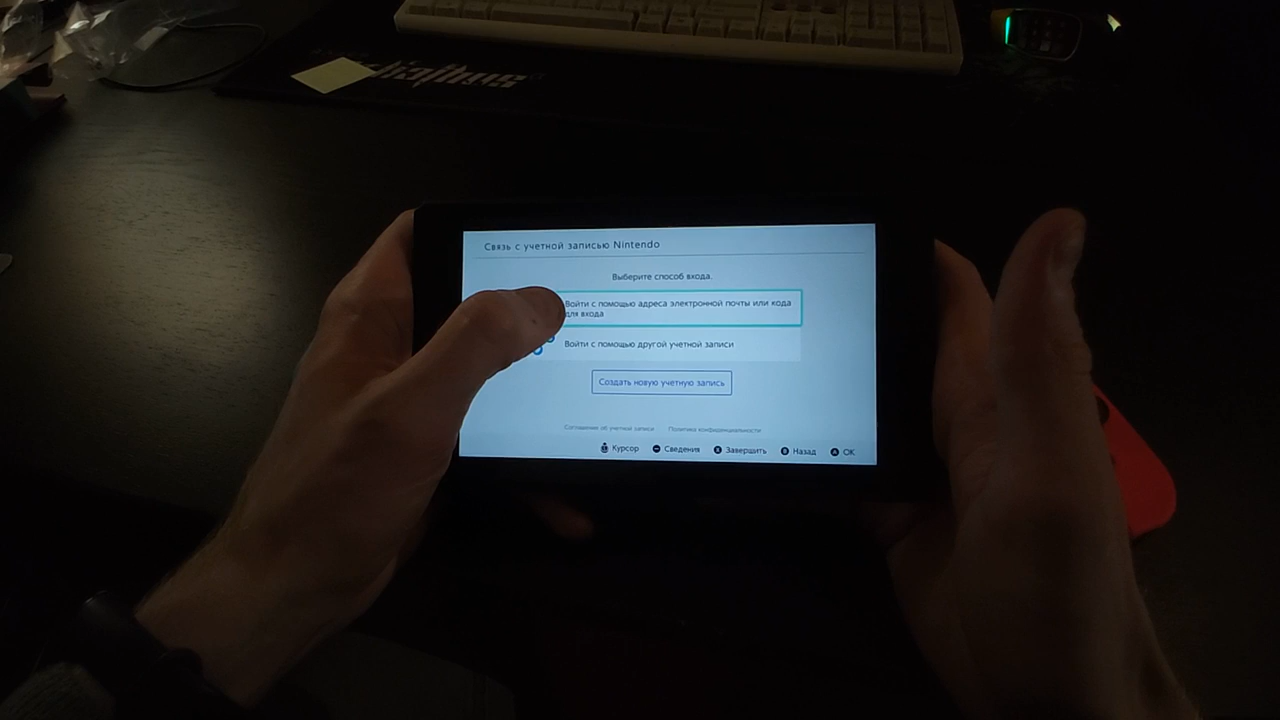 Связь с учетной записью Nintendo
Выберите способ входа.
Войти с помощью адреса электронной почты или кода
для входа
Войти с помощью другой учетной записи
Создать новую учетную запись
Соглашение об учетной записи Политика конфиденциальности
Курсор Сведения Завершить Назад ОК